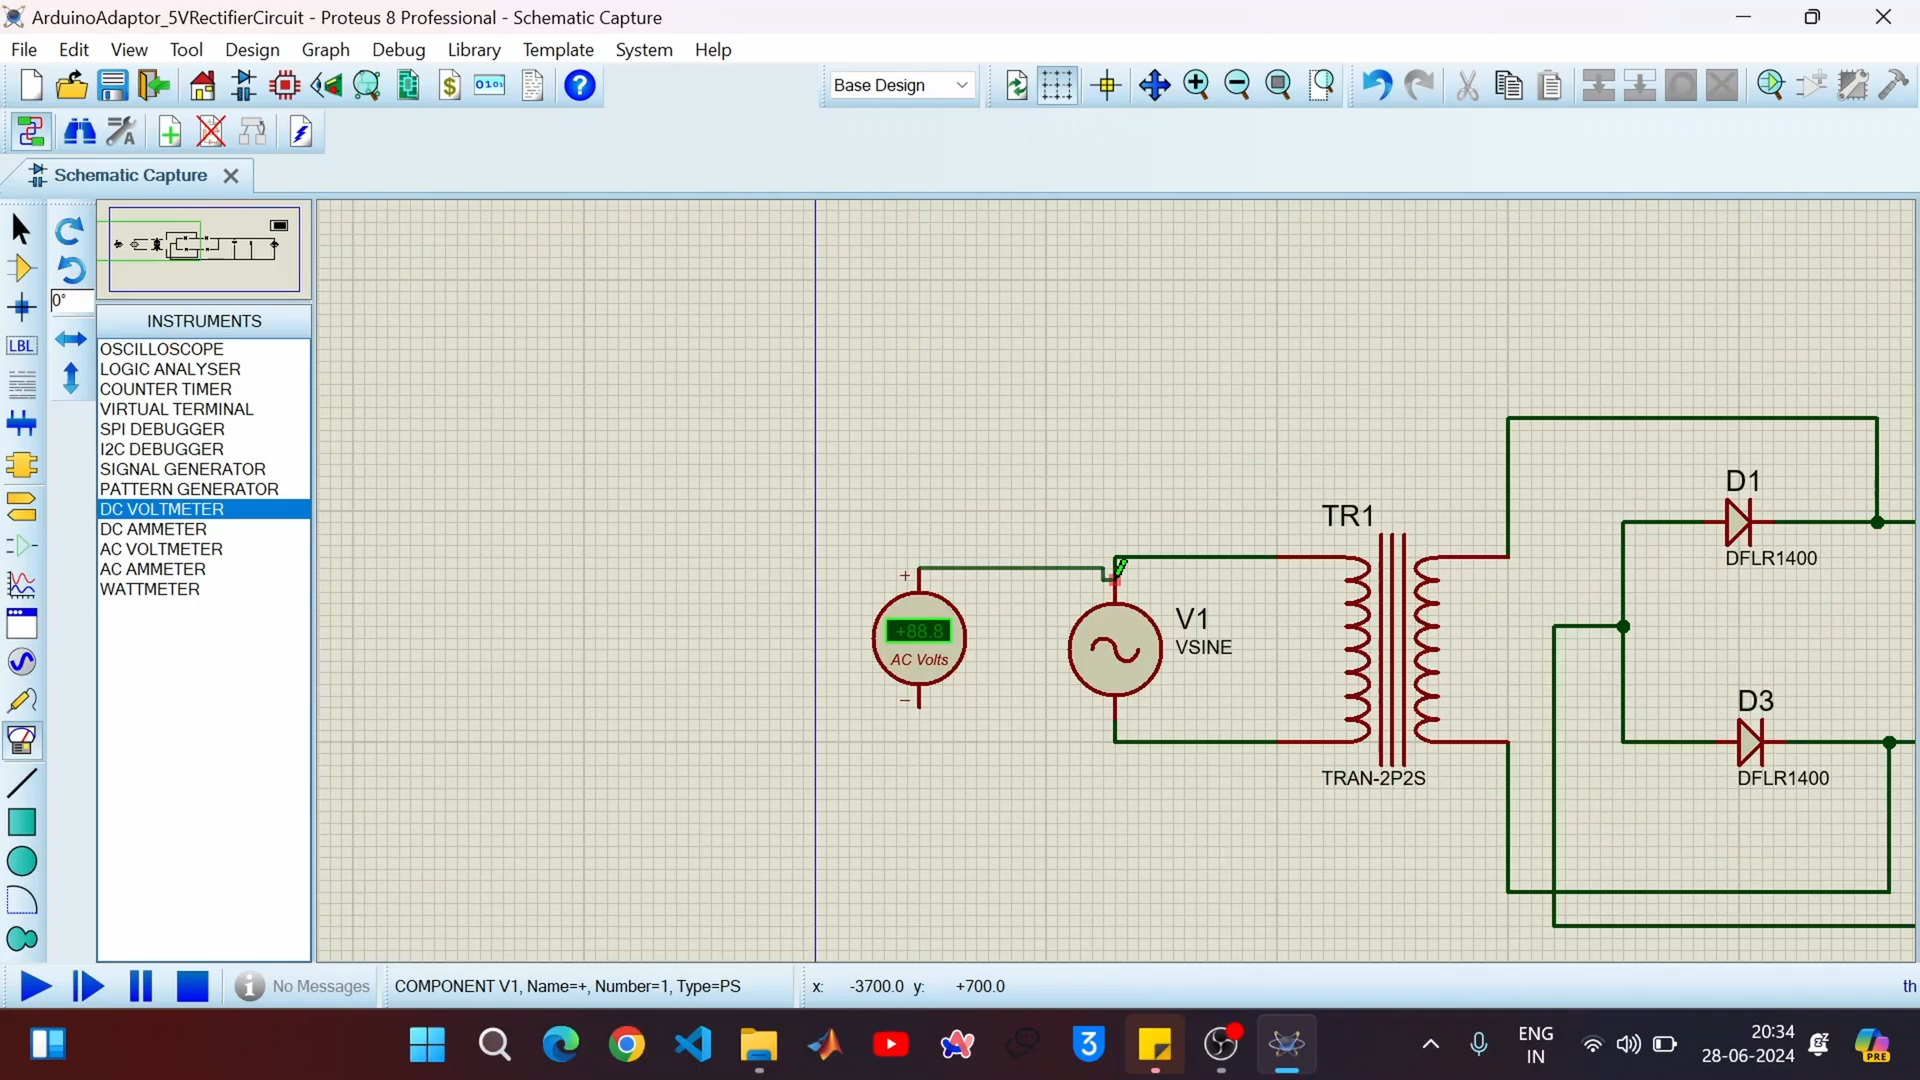 ArduinoAdaptor_5VRectifierCircuit - Proteus 8 Professional - Schematic Capture
File Edit View Tool Design Graph Debug Library Template System Help
$ 0101 ? Base Design
Schematic Capture
LBL
0°
INSTRUMENTS
OSCILLOSCOPE
LOGIC ANALYSER
COUNTER TIMER
VIRTUAL TERMINAL
SPI DEBUGGER
I2C DEBUGGER
SIGNAL GENERATOR
PATTERN GENERATOR
DC VOLTMETER
DC AMMETER
AC VOLTMETER
AC AMMETER
WATTMETER
D1
TR1
DFLR1400
+
+88.8
AC Volts
−
V1
VSINE
D3
TRAN-2P2S
DFLR1400
No Messages COMPONENT V1, Name=+, Number=1, Type=PS x: -3700.0 y: +700.0 th
3
ENG
IN
20:34
28-06-2024
PRE